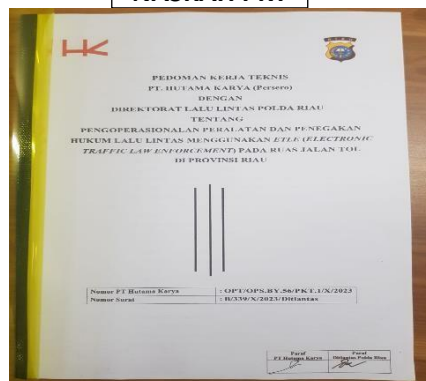 HK
PEDOMAN KERJA TEKNIS
PT. HUTAMA KARYA (Persero)
DENGAN
DIREKTORAT LALU LINTAS POLDA RIAU
TENTANG
PENGOPERASIONALAN PERALATAN DAN PENEGAKAN
HUKUM LALU LINTAS MENGGUNAKAN ETLE (ELECTRONIC
TRAFFIC LAW ENFORCEMENT) PADA RUAS JALAN TOL
DI PROVINSI RIAU
Nomor PT Hutama Karya : OPT/OPS.BY.56/PKT.1/X/2023
Nomor Surat : B/339/X/2023/Ditlantas
Paraf PT Hutama Karya
Paraf Ditlantas Polda Riau